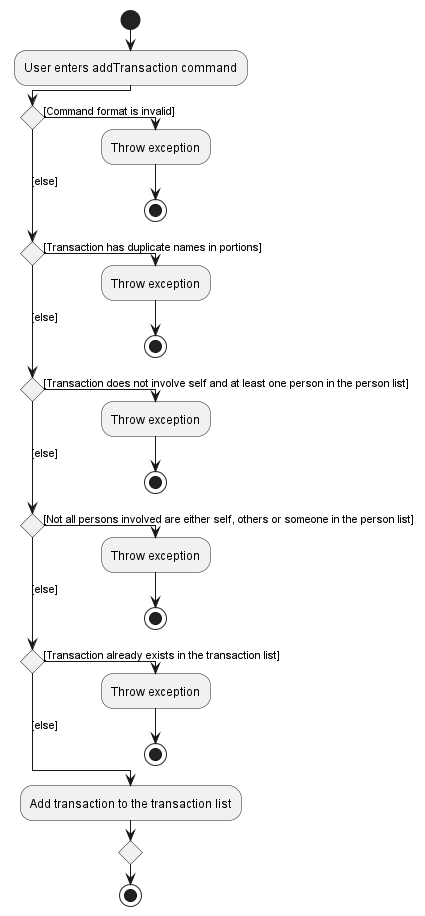 User enters addTransaction command
[Command format is invalid]
Throw exception
[else]
[Transaction has duplicate names in portions]
Throw exception
[else]
[Transaction does not involve self and at least one person in the person list]
Throw exception
[else]
[Not all persons involved are either self, others or someone in the person list]
Throw exception
[else]
[Transaction already exists in the transaction list]
Throw exception
[else]
Add transaction to the transaction list